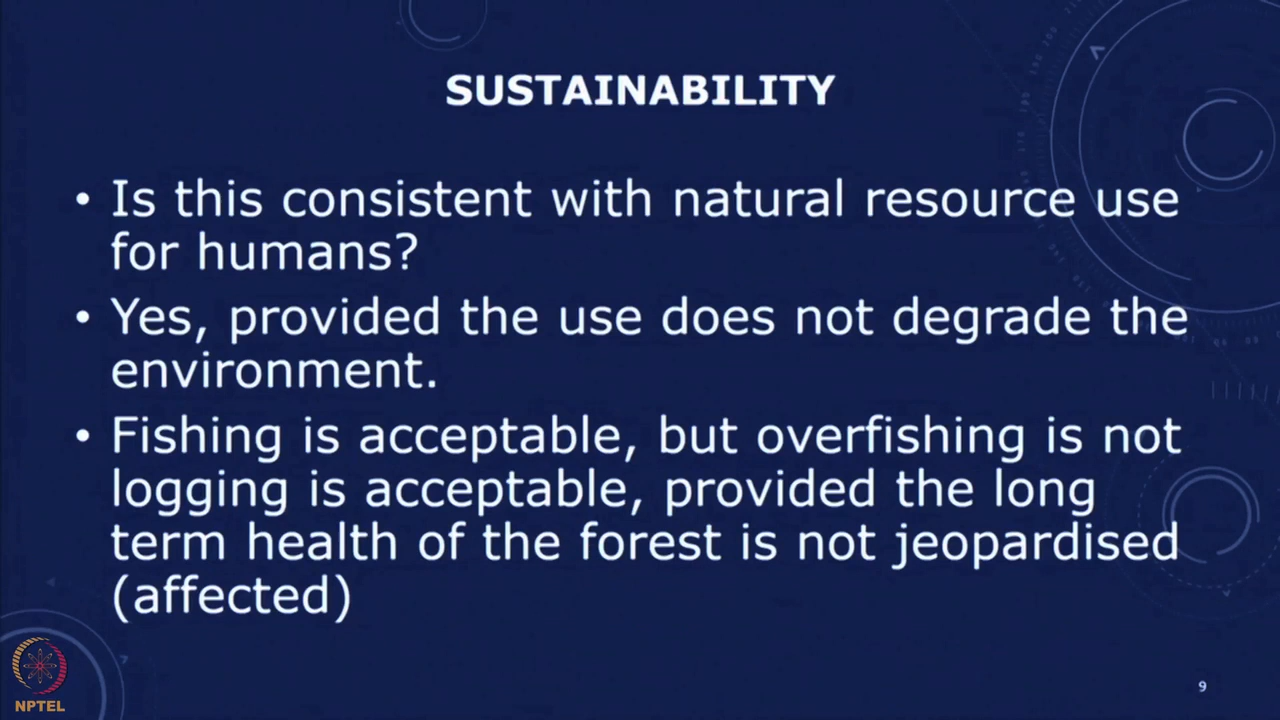 SUSTAINABILITY
• Is this consistent with natural resource use
for humans?
• Yes, provided the use does not degrade the
environment.
• Fishing is acceptable, but overfishing is not
logging is acceptable, provided the long
term health of the forest is not jeopardised
(affected)
NPTEL
9